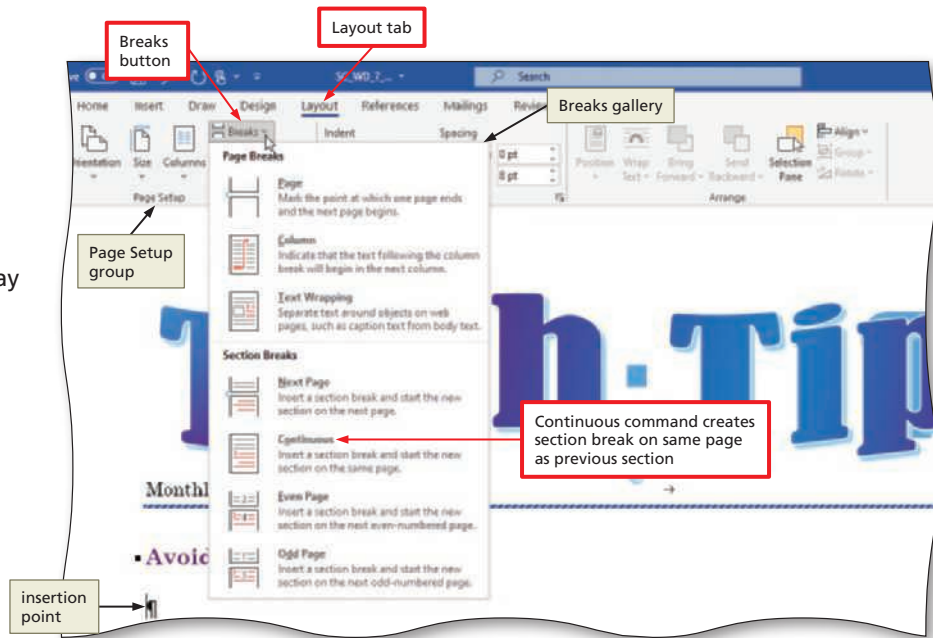 Breaks
button
Layout tab
SC_WD_7_...
Search
Home Insert Draw Design Layout References Mailings Review
Breaks gallery
Breaks
Indent
Spacing
Orientation Size Columns
Page Setup
0 pt
8 pt
Position
Wrap
Text
Bring
Forward
Send
Backward
Selection
Pane
Align
Group
Rotate
Arrange
Page Setup
group
ay
Page Breaks
Page
Mark the point at which one page ends
and the next page begins.
Column
Indicate that the text following the column
break will begin in the next column.
Text Wrapping
Separate text around objects on web
pages, such as caption text from body text.
Section Breaks
Next Page
Insert a section break and start the new
section on the next page.
Continuous
Insert a section break and start the new
section on the same page.
Even Page
Insert a section break and start the new
section on the next even-numbered page.
Odd Page
Insert a section break and start the new
section on the next odd-numbered page.
T h·Tip
Continuous command creates
section break on same page
as previous section
Monthl
Avoid
insertion
point
¶